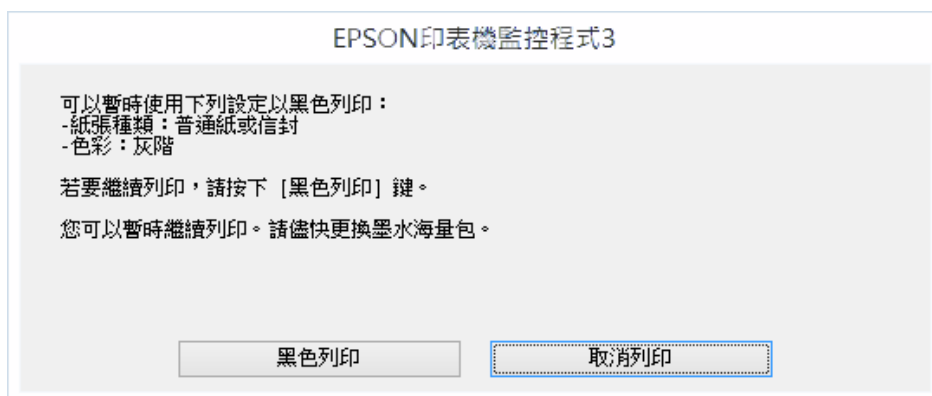 EPSON印表機監控程式3
可以暫時使用下列設定以黑色列印：
-紙張種類：普通紙或信封
-色彩：灰階
若要繼續列印，請按下 [黑色列印] 鍵。
您可以暫時繼續列印。請儘快更換墨水海量包。
黑色列印
取消列印